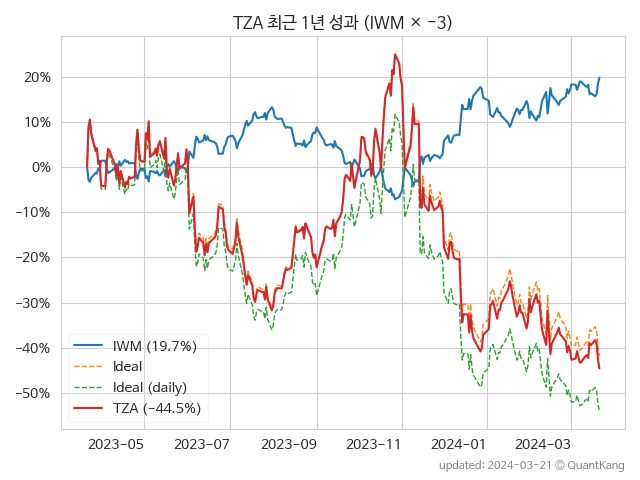 TZA 최근 1년 성과 (IWM × −3)
20%
10%
0%
−10%
−20%
−30%
−40%
−50%
IWM (19.7%)
Ideal
Ideal (daily)
TZA (−44.5%)
2023−05
2023−07
2023−09
2023−11
2024−01
2024−03
updated: 2024−03−21 ⓒ QuantKang